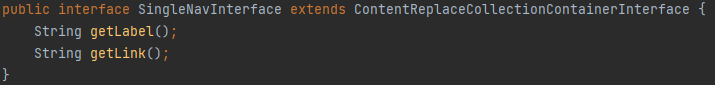 public interface SingleNavInterface extends ContentReplaceCollectionContainerInterface {
    String getLabel();
    String getLink();
}